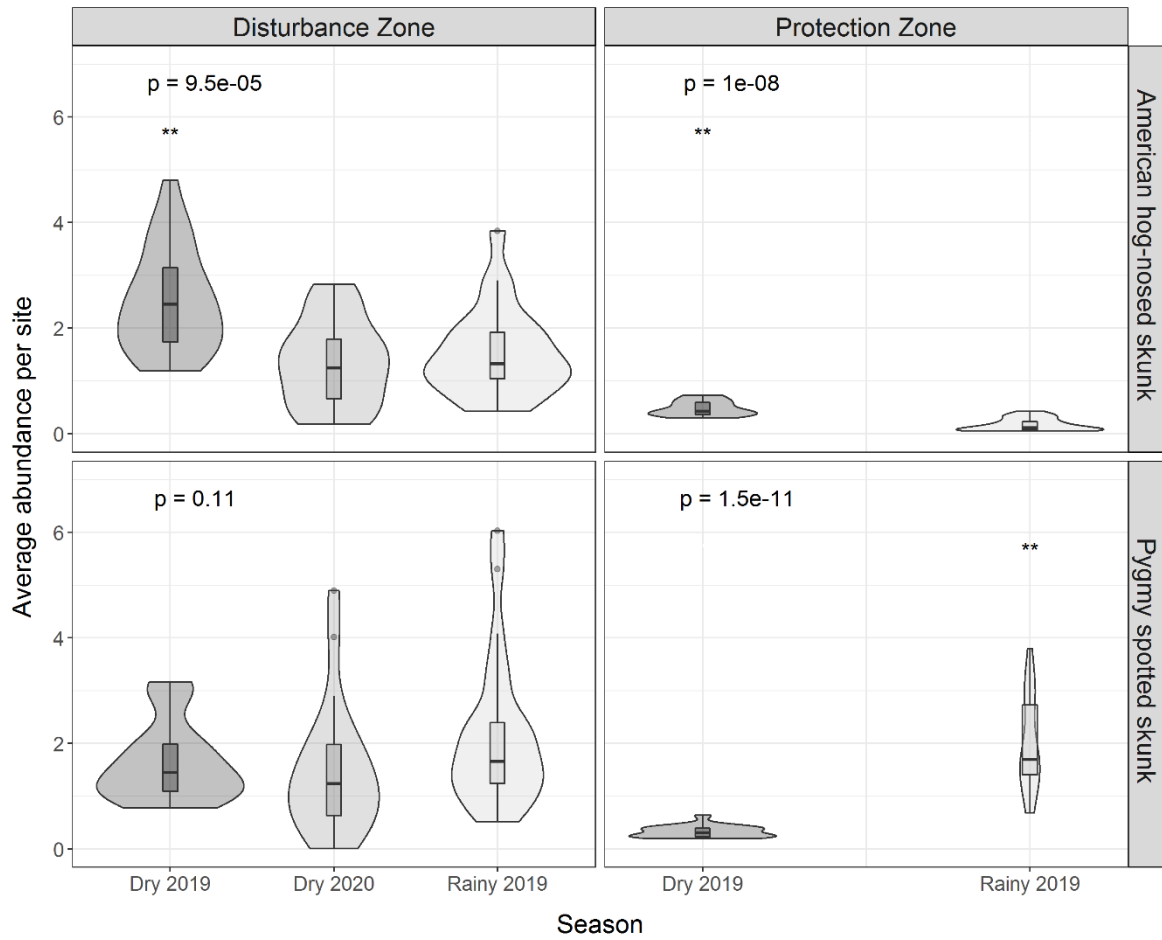 Disturbance Zone
Protection Zone
p = 9.5e-05
p = 1e-08
**
**
6
4
2
0
American hog-nosed skunk
p = 0.11
p = 1.5e-11
**
6
4
2
0
Pygmy spotted skunk
Average abundance per site
Dry 2019
Dry 2020
Rainy 2019
Dry 2019
Rainy 2019
Season